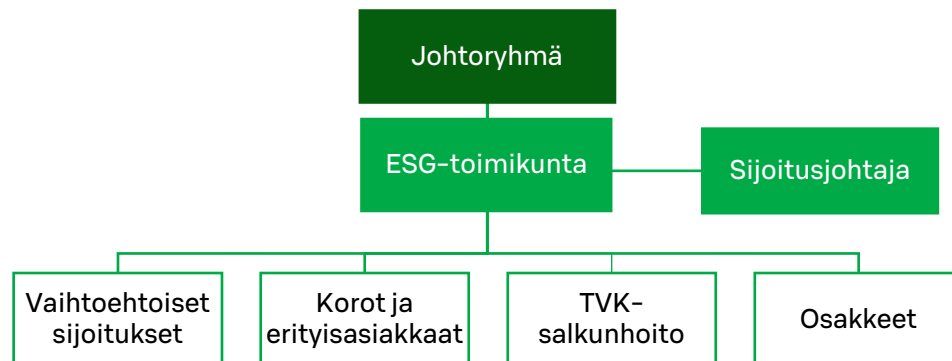 Johtoryhmä
ESG-toimikunta
Sijoitusjohtaja
Vaihtoehtoiset
sijoitukset
Korot ja
erityisasiakkaat
TVK-
salkunhoito
Osakkeet